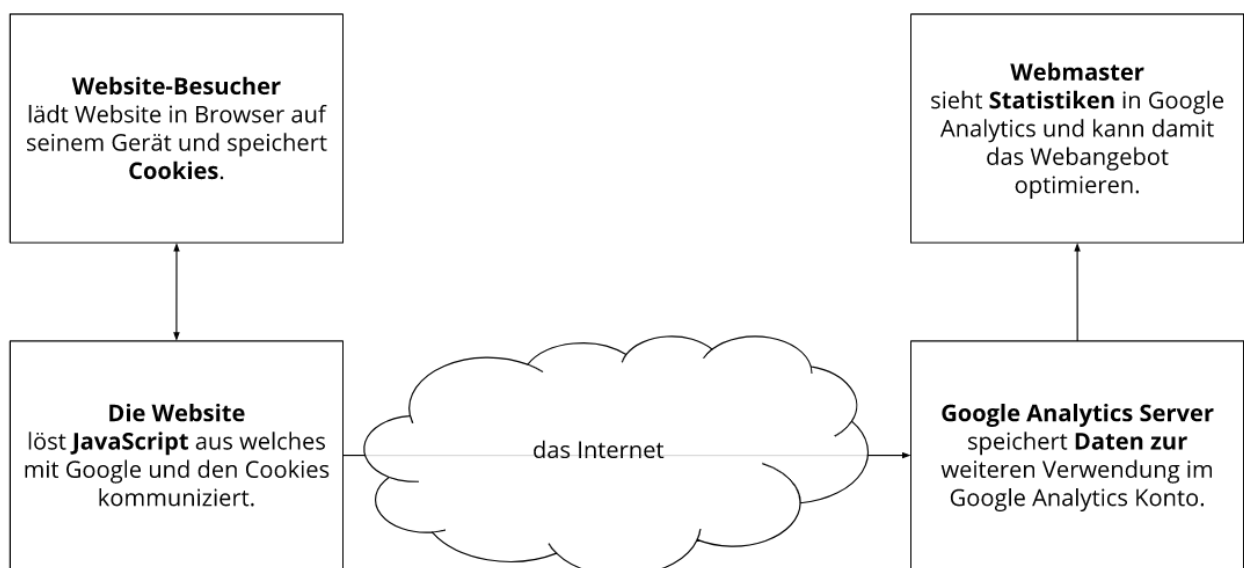 Website-Besucher
lädt Website in Browser auf
seinem Gerät und speichert
Cookies.
Webmaster
sieht Statistiken in Google
Analytics und kann damit
das Webangebot
optimieren.
Die Website
löst JavaScript aus welches
mit Google und den Cookies
kommuniziert.
das Internet
Google Analytics Server
speichert Daten zur
weiteren Verwendung im
Google Analytics Konto.